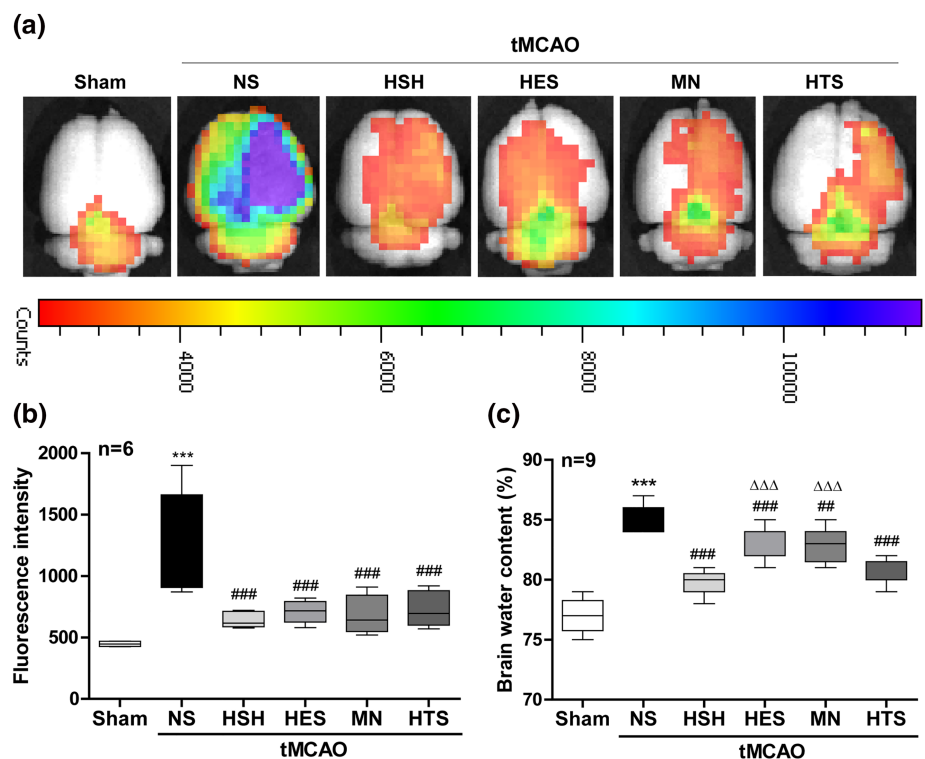 (a)
tMCAO
Sham NS HSH HES MN HTS
Counts
4000 6000 8000 10000
(b)
n=6
Fluorescence intensity
2000
1500
1000
500
0
***
###
###
###
###
Sham NS HSH HES MN HTS
tMCAO
(c)
n=9
Brain water content (%)
90
85
80
75
70
***
###
ΔΔΔ
###
ΔΔΔ
##
###
Sham NS HSH HES MN HTS
tMCAO